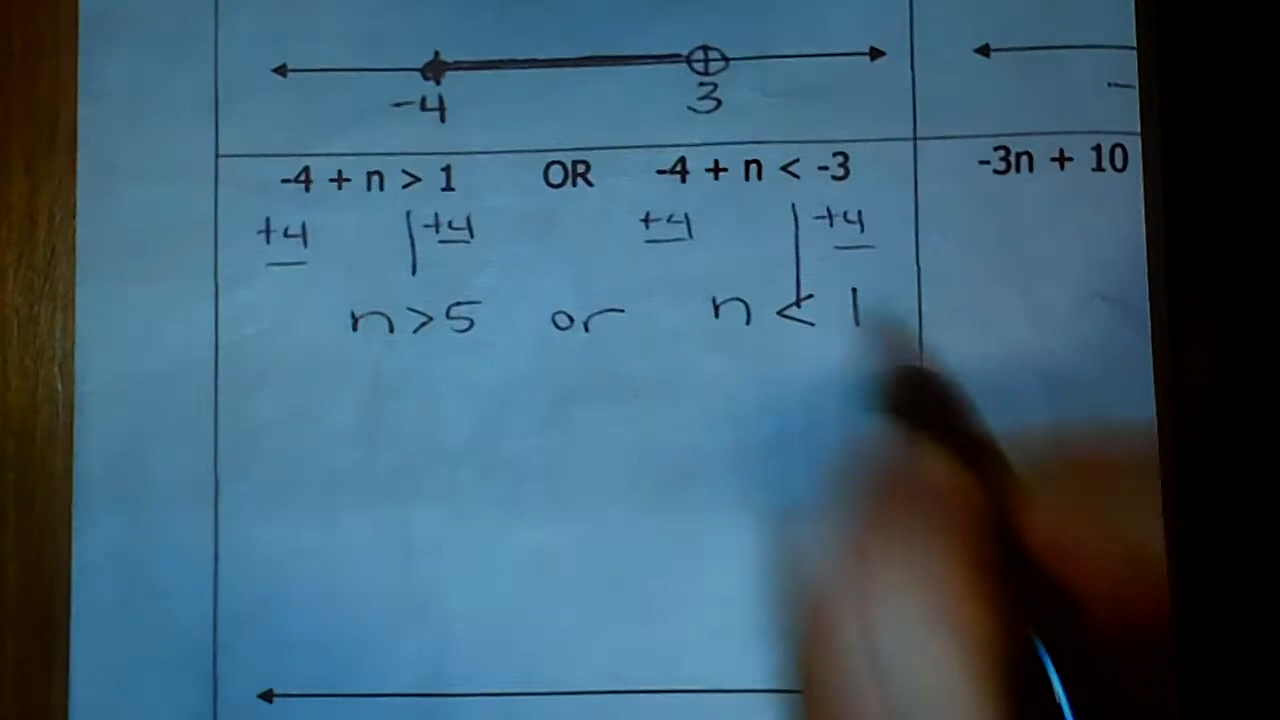 -4 3
-4 + n > 1 OR -4 + n < -3 -3n + 10
+4 +4 +4 +4
n > 5 or n < 1